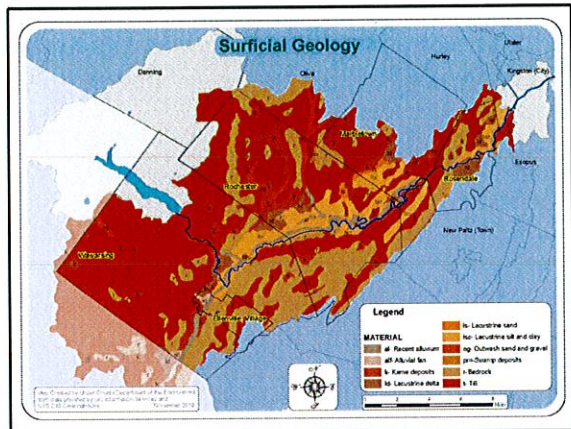 Surficial Geology
Denning
Olive
Hurley
Ulster
Kingston (City)
Marbletown
Esopus
Rosendale
Rochester
New Paltz (Town)
Wawarsing
Ellenville (Village)
Legend
MATERIAL
al- Recent alluvium
alf- Alluvial fan
k- Kame deposits
ld- Lacustrine delta
ls- Lacustrine sand
lsc- Lacustrine silt and clay
og- Outwash sand and gravel
pm-Swamp deposits
r- Bedrock
t- Till
November 2010